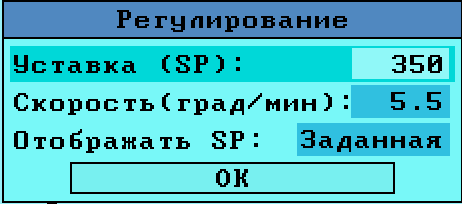 Регулирование
Уставка (SP): 350
Скорость(град/мин): 5.5
Отображать SP: Заданная
OK